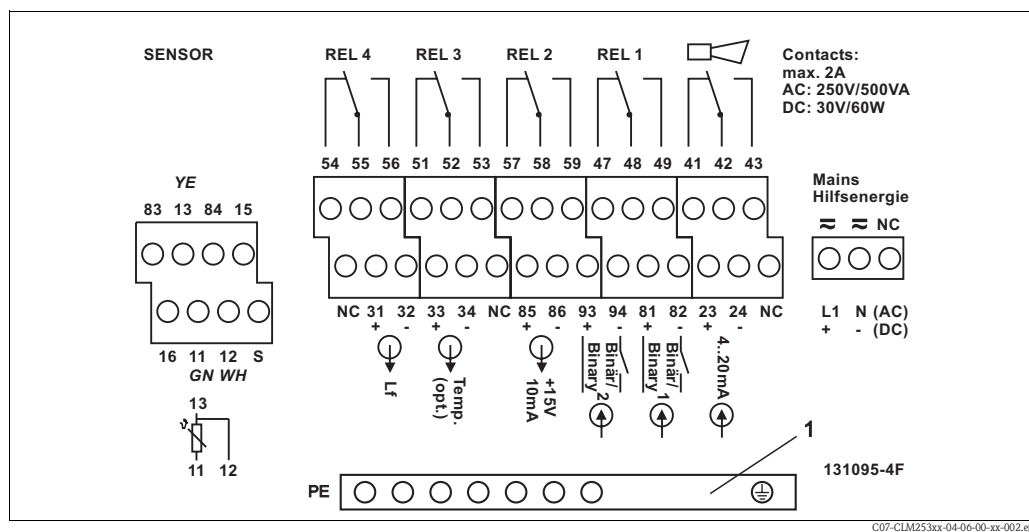 SENSOR
REL 4 REL 3 REL 2 REL 1
Contacts:
max. 2A
AC: 250V/500VA
DC: 30V/60W
54 55 56 51 52 53 57 58 59 47 48 49 41 42 43
Mains
Hilfsenergie
NC
YE
83 13 84 15
NC 31 32 33 34 NC 85 86 93 94 81 82 23 24 NC
+ - + - + - + - + - + -
L1 N (AC)
+ - (DC)
16 11 12 S
GN WH
Lf
Temp.
(opt.)
+15V
10mA
Binär/
Binary 2
Binär/
Binary 1
4..20mA
13
11 12
1
131095-4F
PE
C07-CLM253xx-04-06-00-xx-002.e